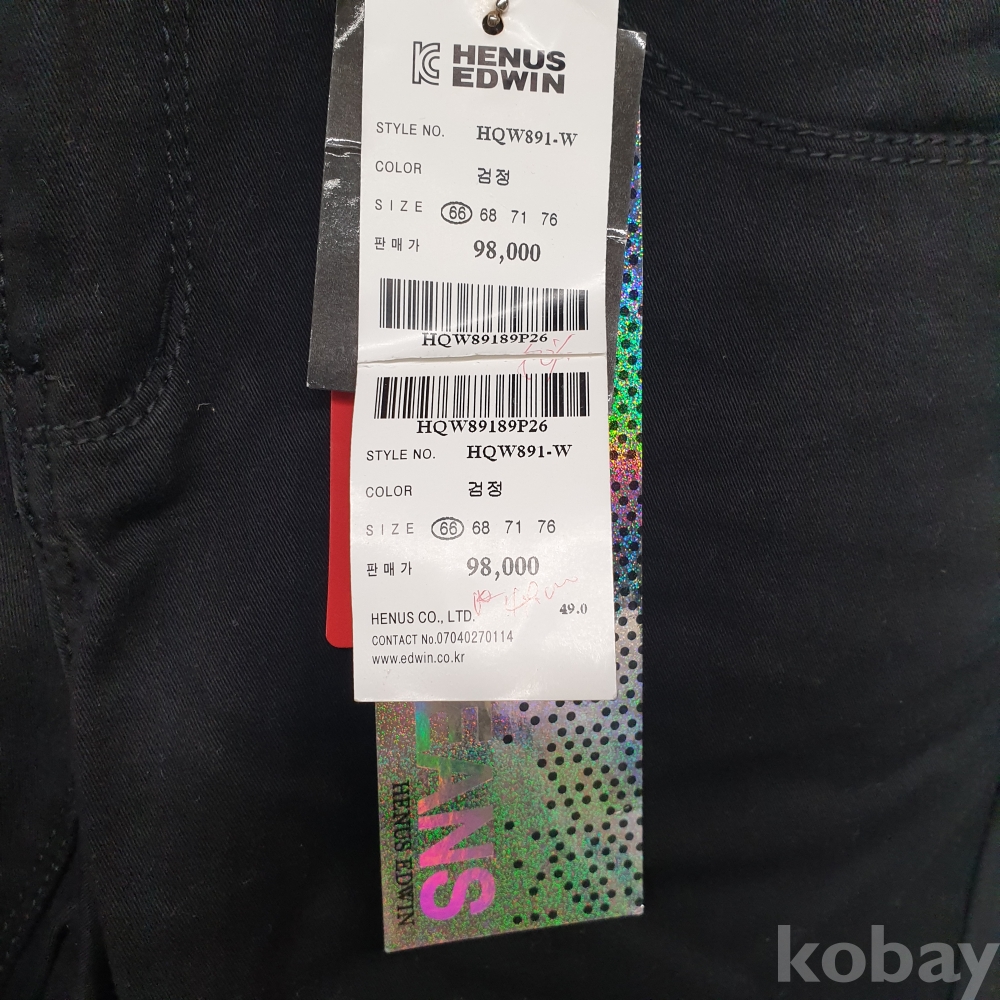 HENUS
EDWIN
STYLE NO. HQW891-W
COLOR 검정
SIZE 66 68 71 76
판매가 98,000
HQW89189P26
HQW89189P26
STYLE NO. HQW891-W
COLOR 검정
SIZE 66 68 71 76
판매가 98,000
49.0
HENUS CO., LTD.
CONTACT No.07040270114
www.edwin.co.kr
HENUS EDWIN
kobay